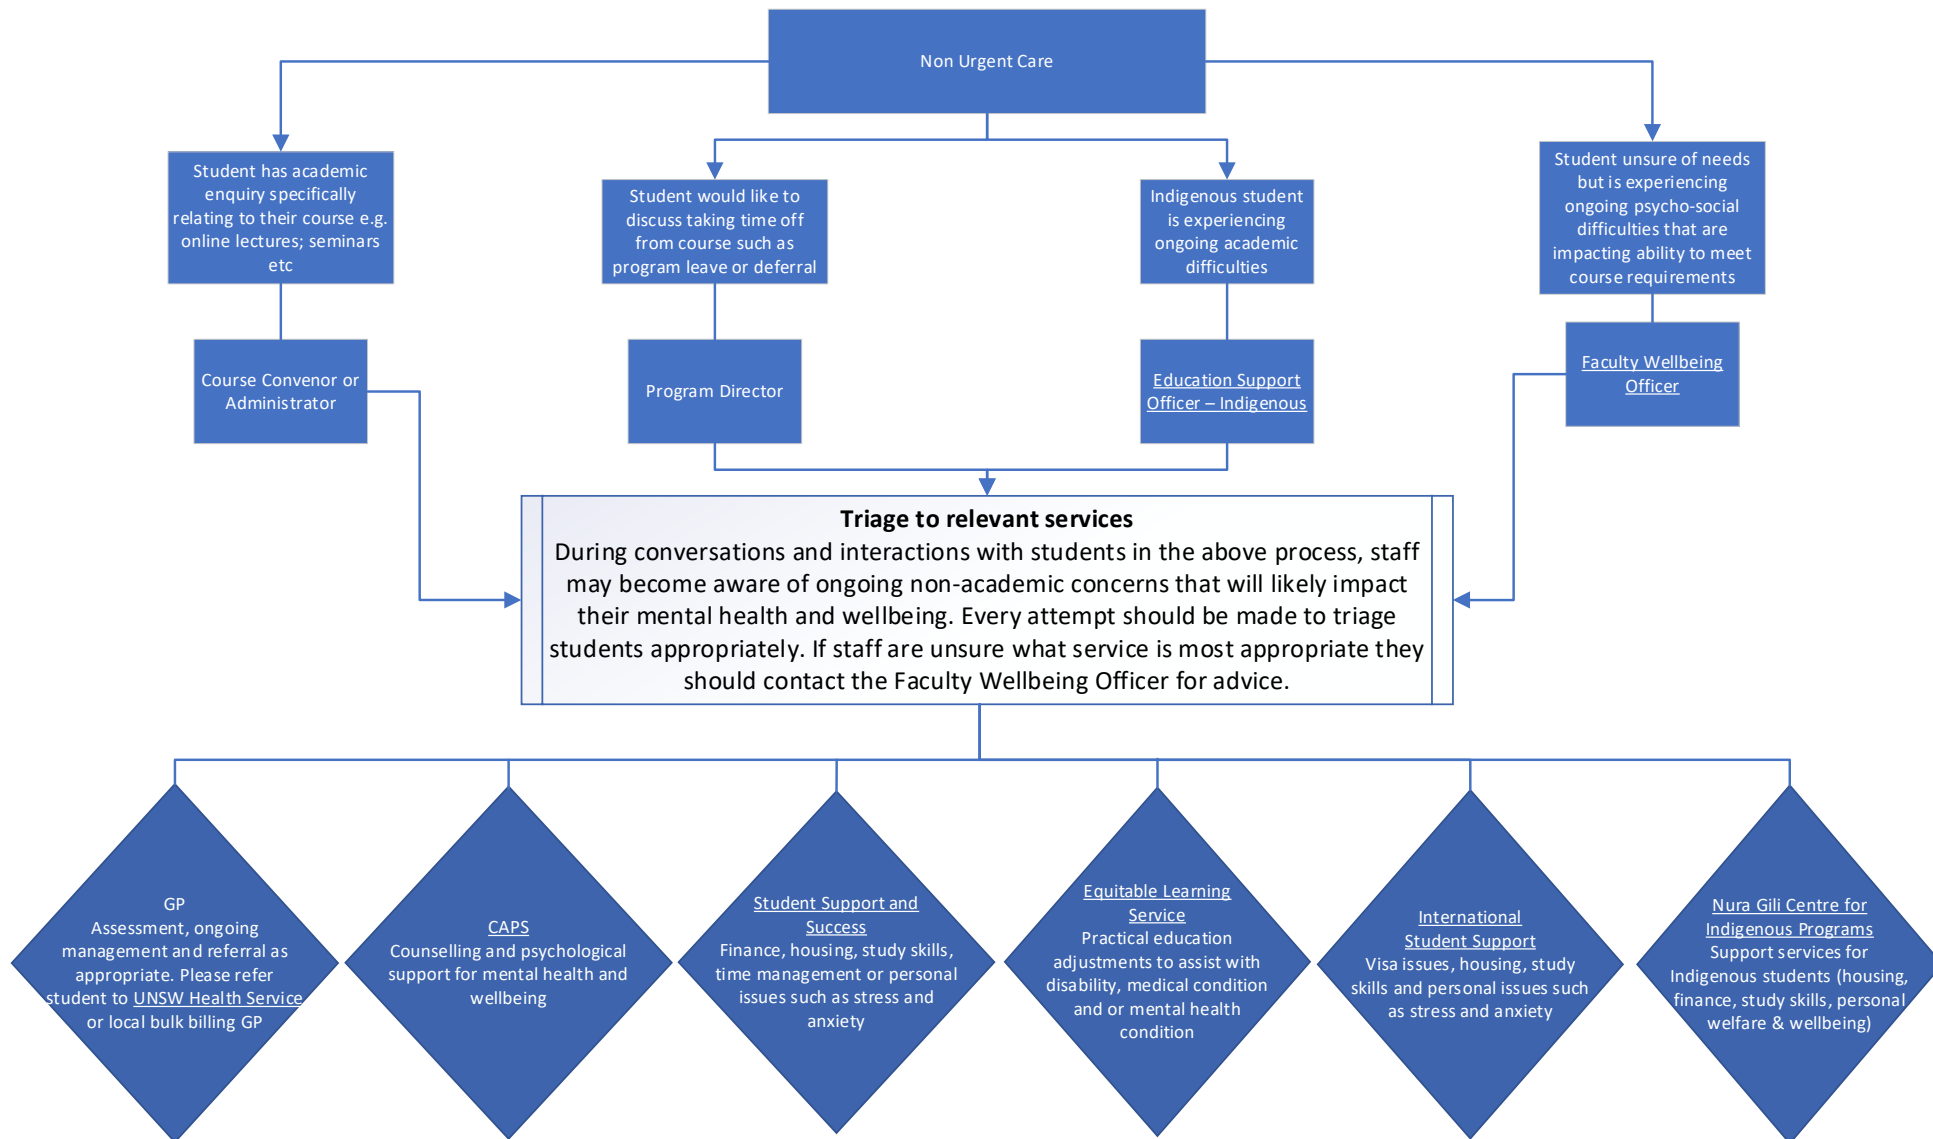 Non Urgent Care
Student has academic
enquiry specifically
relating to their course e.g.
online lectures; seminars
etc
Student would like to
discuss taking time off
from course such as
program leave or deferral
Indigenous student
is experiencing
ongoing academic
difficulties
Student unsure of needs
but is experiencing
ongoing psycho-social
difficulties that are
impacting ability to meet
course requirements
Course Convenor or
Administrator
Program Director
Education Support
Officer – Indigenous
Faculty Wellbeing
Officer
Triage to relevant services
During conversations and interactions with students in the above process, staff
may become aware of ongoing non-academic concerns that will likely impact
their mental health and wellbeing. Every attempt should be made to triage
students appropriately. If staff are unsure what service is most appropriate they
should contact the Faculty Wellbeing Officer for advice.
GP
Assessment, ongoing
management and referral as
appropriate. Please refer
student to UNSW Health Service
or local bulk billing GP
CAPS
Counselling and psychological
support for mental health and
wellbeing
Student Support and
Success
Finance, housing, study skills,
time management or personal
issues such as stress and
anxiety
Equitable Learning
Service
Practical education
adjustments to assist with
disability, medical condition
and or mental health
condition
International
Student Support
Visa issues, housing, study
skills and personal issues such
as stress and anxiety
Nura Gili Centre for
Indigenous Programs
Support services for
Indigenous students (housing,
finance, study skills, personal
welfare & wellbeing)